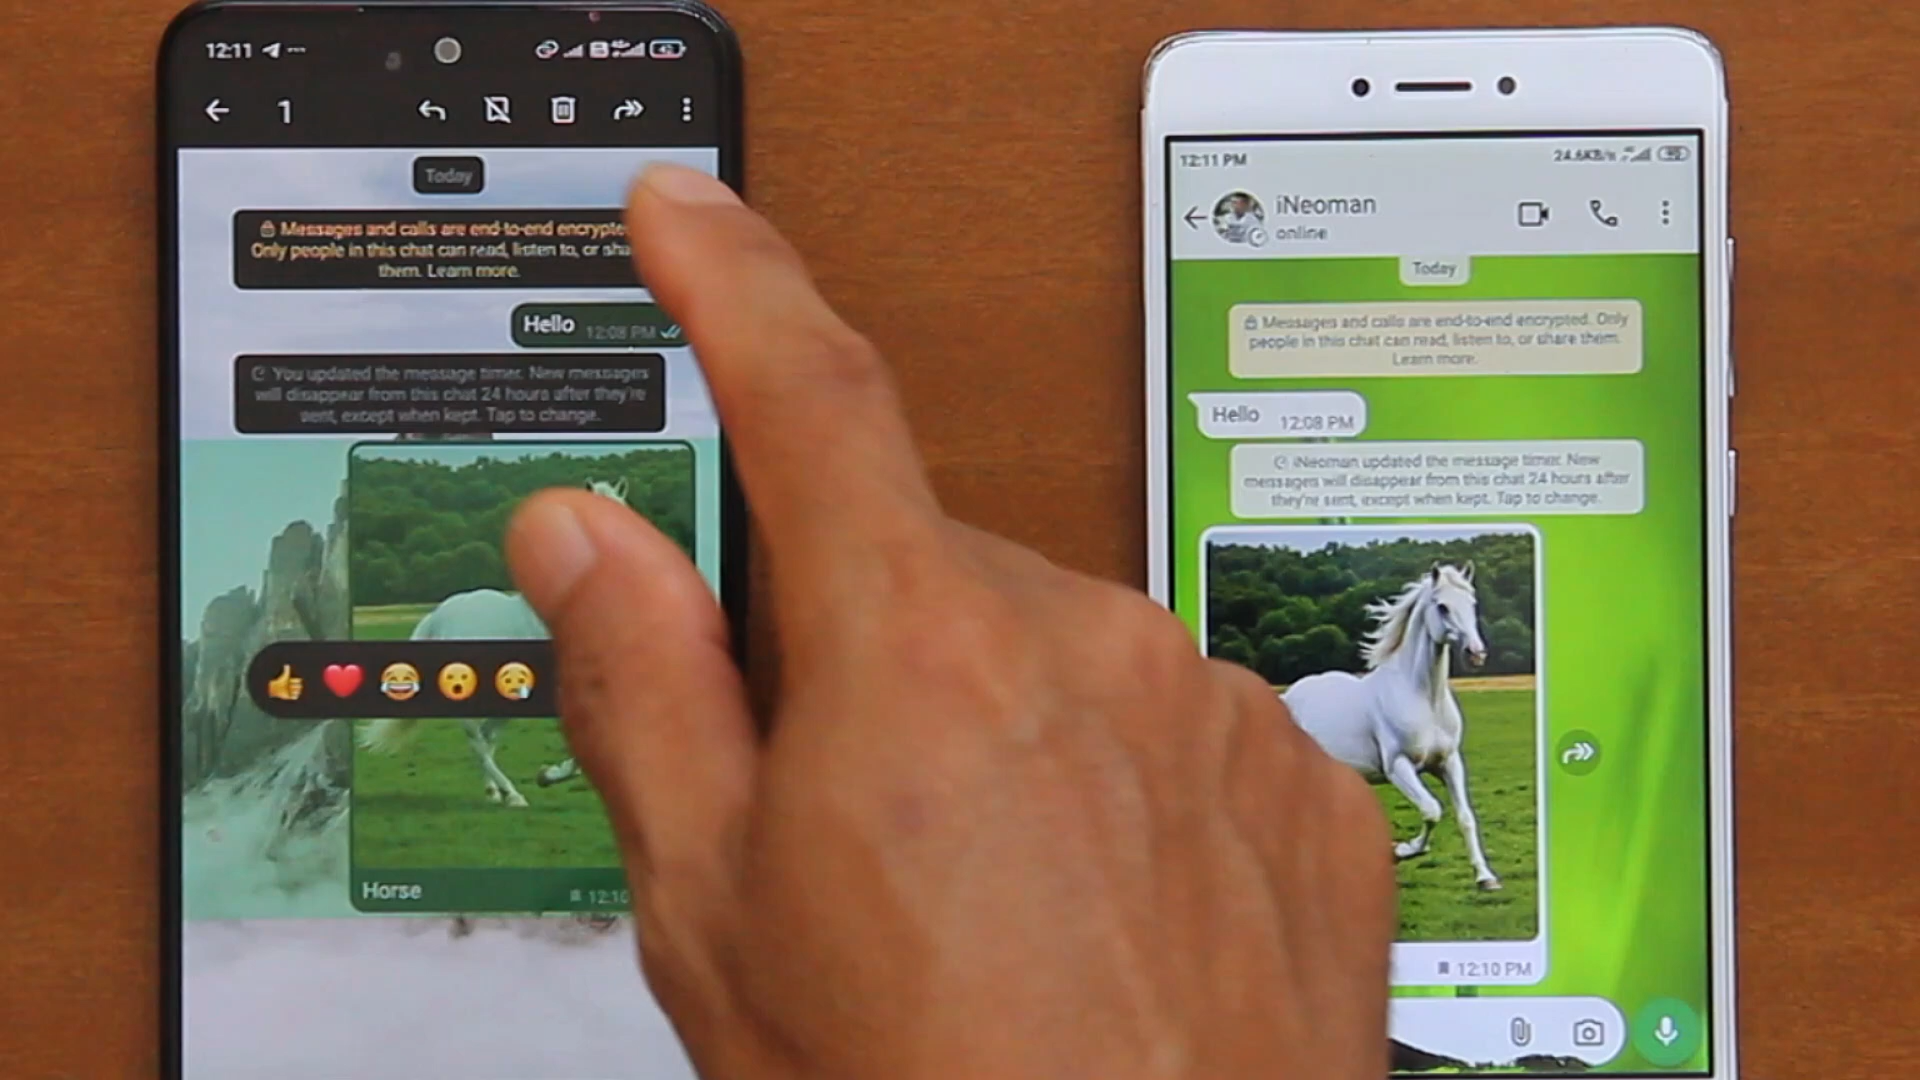 12:11
1
Today
Messages and calls are end-to-end encrypte
Only people in this chat can read, listen to, or sha
them. Learn more.
Hello 12:08 PM
You updated the message timer. New messages
will disappear from this chat 24 hours after they're
sent, except when kept. Tap to change.
Horse 12:10
12:11 PM 24.6KB/s
iNeoman
online
Today
Messages and calls are end-to-end encrypted. Only
people in this chat can read, listen to, or share them.
Learn more.
Hello 12:08 PM
iNeoman updated the message timer. New
messages will disappear from this chat 24 hours after
they're sent, except when kept. Tap to change.
12:10 PM